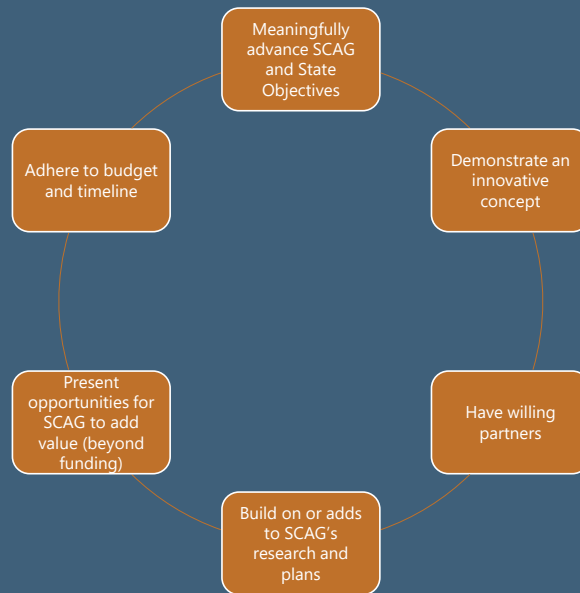 Meaningfully
advance SCAG
and State
Objectives
Demonstrate an
innovative
concept
Have willing
partners
Build on or adds
to SCAG's
research and
plans
Present
opportunities for
SCAG to add
value (beyond
funding)
Adhere to budget
and timeline